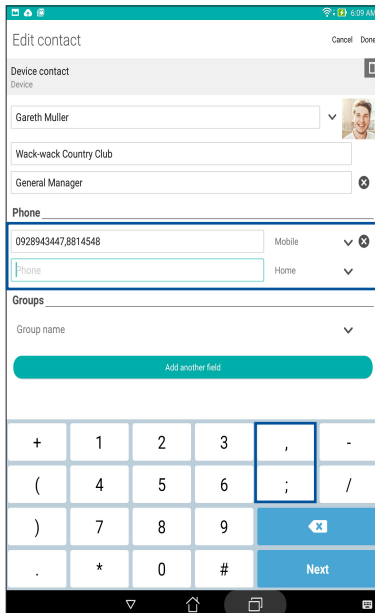 6:09 AM
Edit contact
Cancel Done
Device contact
Device
Gareth Muller
Wack-wack Country Club
General Manager
Phone
0928943447,8814548 Mobile
Phone Home
Groups
Group name
Add another field
+ 1 2 3 , -
( 4 5 6 ; /
) 7 8 9
. * 0 # Next